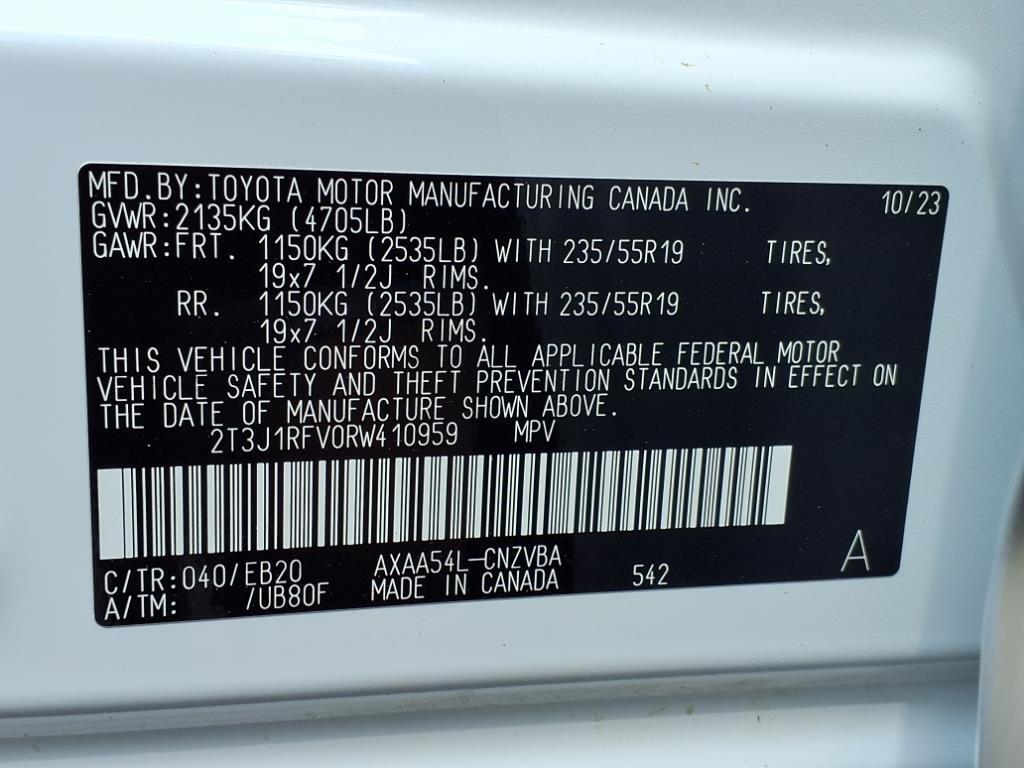 MFD.BY:TOYOTA MOTOR MANUFACTURING CANADA INC. 10/23
GVWR:2135KG (4705LB)
GAWR:FRT. 1150KG (2535LB) WITH 235/55R19 TIRES,
19x7 1/2J RIMS.
RR. 1150KG (2535LB) WITH 235/55R19 TIRES,
19x7 1/2J RIMS.
THIS VEHICLE CONFORMS TO ALL APPLICABLE FEDERAL MOTOR
VEHICLE SAFETY AND THEFT PREVENTION STANDARDS IN EFFECT ON
THE DATE OF MANUFACTURE SHOWN ABOVE.
2T3J1RFV0RW410959 MPV
C/TR:040/EB20 AXAA54L-CNZVBA 542 A
A/TM: /UB80F MADE IN CANADA